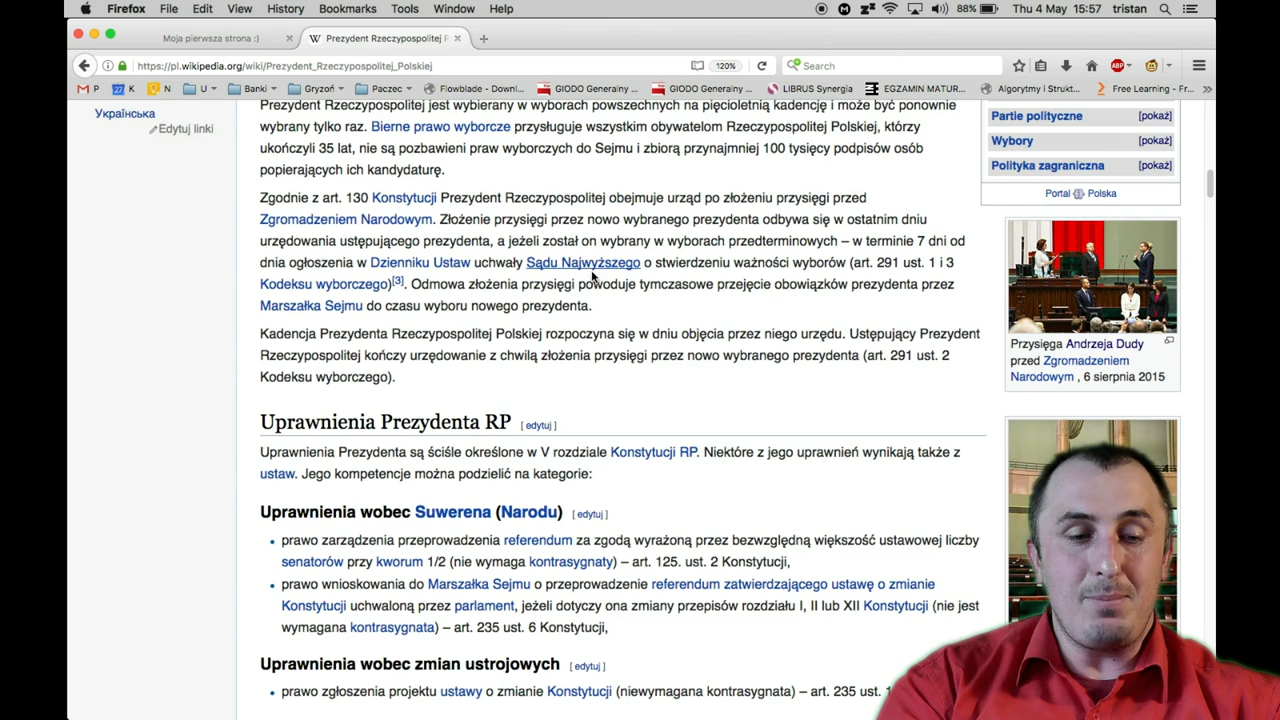 Firefox File Edit View History Bookmarks Tools Window Help 88% Thu 4 May 15:57 tristan
Moja pierwsza strona :) × W Prezydent Rzeczypospolitej P × +
https://pl.wikipedia.org/wiki/Prezydent_Rzeczypospolitej_Polskiej 120% Search ABP
M P 27 K N U Banki Gryzoń Paczec Flowblade - Downl... GIODO Generalny ... GIODO Generalny ... LIBRUS Synergia EGZAMIN MATUR... Algorytmy i Strukt... Free Learning - Fr... »
Українська
Edytuj linki
Prezydent Rzeczypospolitej jest wybierany w wyborach powszechnych na pięcioletnią kadencję i może być ponownie
wybrany tylko raz. Bierne prawo wyborcze przysługuje wszystkim obywatelom Rzeczypospolitej Polskiej, którzy
ukończyli 35 lat, nie są pozbawieni praw wyborczych do Sejmu i zbiorą przynajmniej 100 tysięcy podpisów osób
popierających ich kandydaturę.
Zgodnie z art. 130 Konstytucji Prezydent Rzeczypospolitej obejmuje urząd po złożeniu przysięgi przed
Zgromadzeniem Narodowym. Złożenie przysięgi przez nowo wybranego prezydenta odbywa się w ostatnim dniu
urzędowania ustępującego prezydenta, a jeżeli został on wybrany w wyborach przedterminowych – w terminie 7 dni od
dnia ogłoszenia w Dzienniku Ustaw uchwały Sądu Najwyższego o stwierdzeniu ważności wyborów (art. 291 ust. 1 i 3
Kodeksu wyborczego)[3]. Odmowa złożenia przysięgi powoduje tymczasowe przejęcie obowiązków prezydenta przez
Marszałka Sejmu do czasu wyboru nowego prezydenta.
Kadencja Prezydenta Rzeczypospolitej Polskiej rozpoczyna się w dniu objęcia przez niego urzędu. Ustępujący Prezydent
Rzeczypospolitej kończy urzędowanie z chwilą złożenia przysięgi przez nowo wybranego prezydenta (art. 291 ust. 2
Kodeksu wyborczego).
Uprawnienia Prezydenta RP [ edytuj ]
Uprawnienia Prezydenta są ściśle określone w V rozdziale Konstytucji RP. Niektóre z jego uprawnień wynikają także z
ustaw. Jego kompetencje można podzielić na kategorie:
Uprawnienia wobec Suwerena (Narodu) [ edytuj ]
• prawo zarządzenia przeprowadzenia referendum za zgodą wyrażoną przez bezwzględną większość ustawowej liczby
senatorów przy kworum 1/2 (nie wymaga kontrasygnaty) – art. 125. ust. 2 Konstytucji,
• prawo wnioskowania do Marszałka Sejmu o przeprowadzenie referendum zatwierdzającego ustawę o zmianie
Konstytucji uchwaloną przez parlament, jeżeli dotyczy ona zmiany przepisów rozdziału I, II lub XII Konstytucji (nie jest
wymagana kontrasygnata) – art. 235 ust. 6 Konstytucji,
Uprawnienia wobec zmian ustrojowych [ edytuj ]
• prawo zgłoszenia projektu ustawy o zmianie Konstytucji (niewymagana kontrasygnata) – art. 235 ust. 1
Partie polityczne [pokaż]
Wybory [pokaż]
Polityka zagraniczna [pokaż]
Portal Polska
Przysięga Andrzeja Dudy
przed Zgromadzeniem
Narodowym , 6 sierpnia 2015